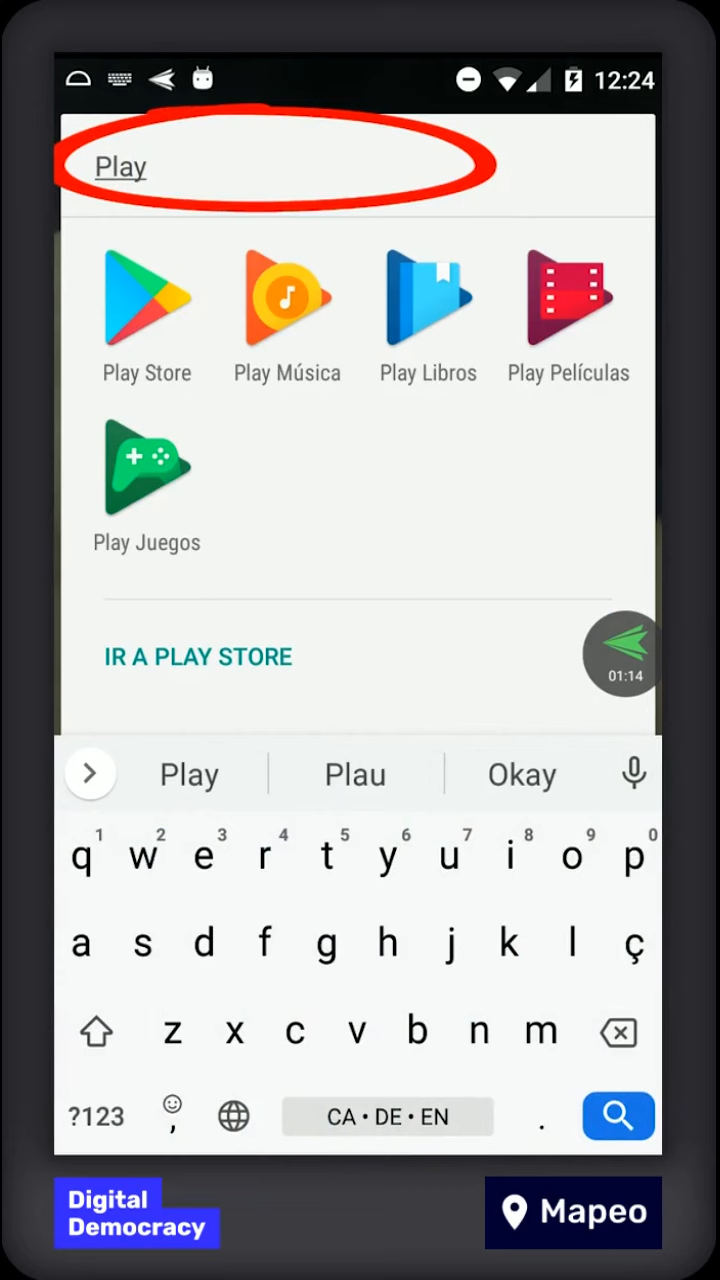 12:24
Play
Play Store
Play Música
Play Libros
Play Películas
Play Juegos
IR A PLAY STORE
01:14
Play
Plau
Okay
1 2 3 4 5 6 7 8 9 0
q w e r t y u i o p
a s d f g h j k l ç
z x c v b n m
?123 , CA • DE • EN .
Digital
Democracy
Mapeo